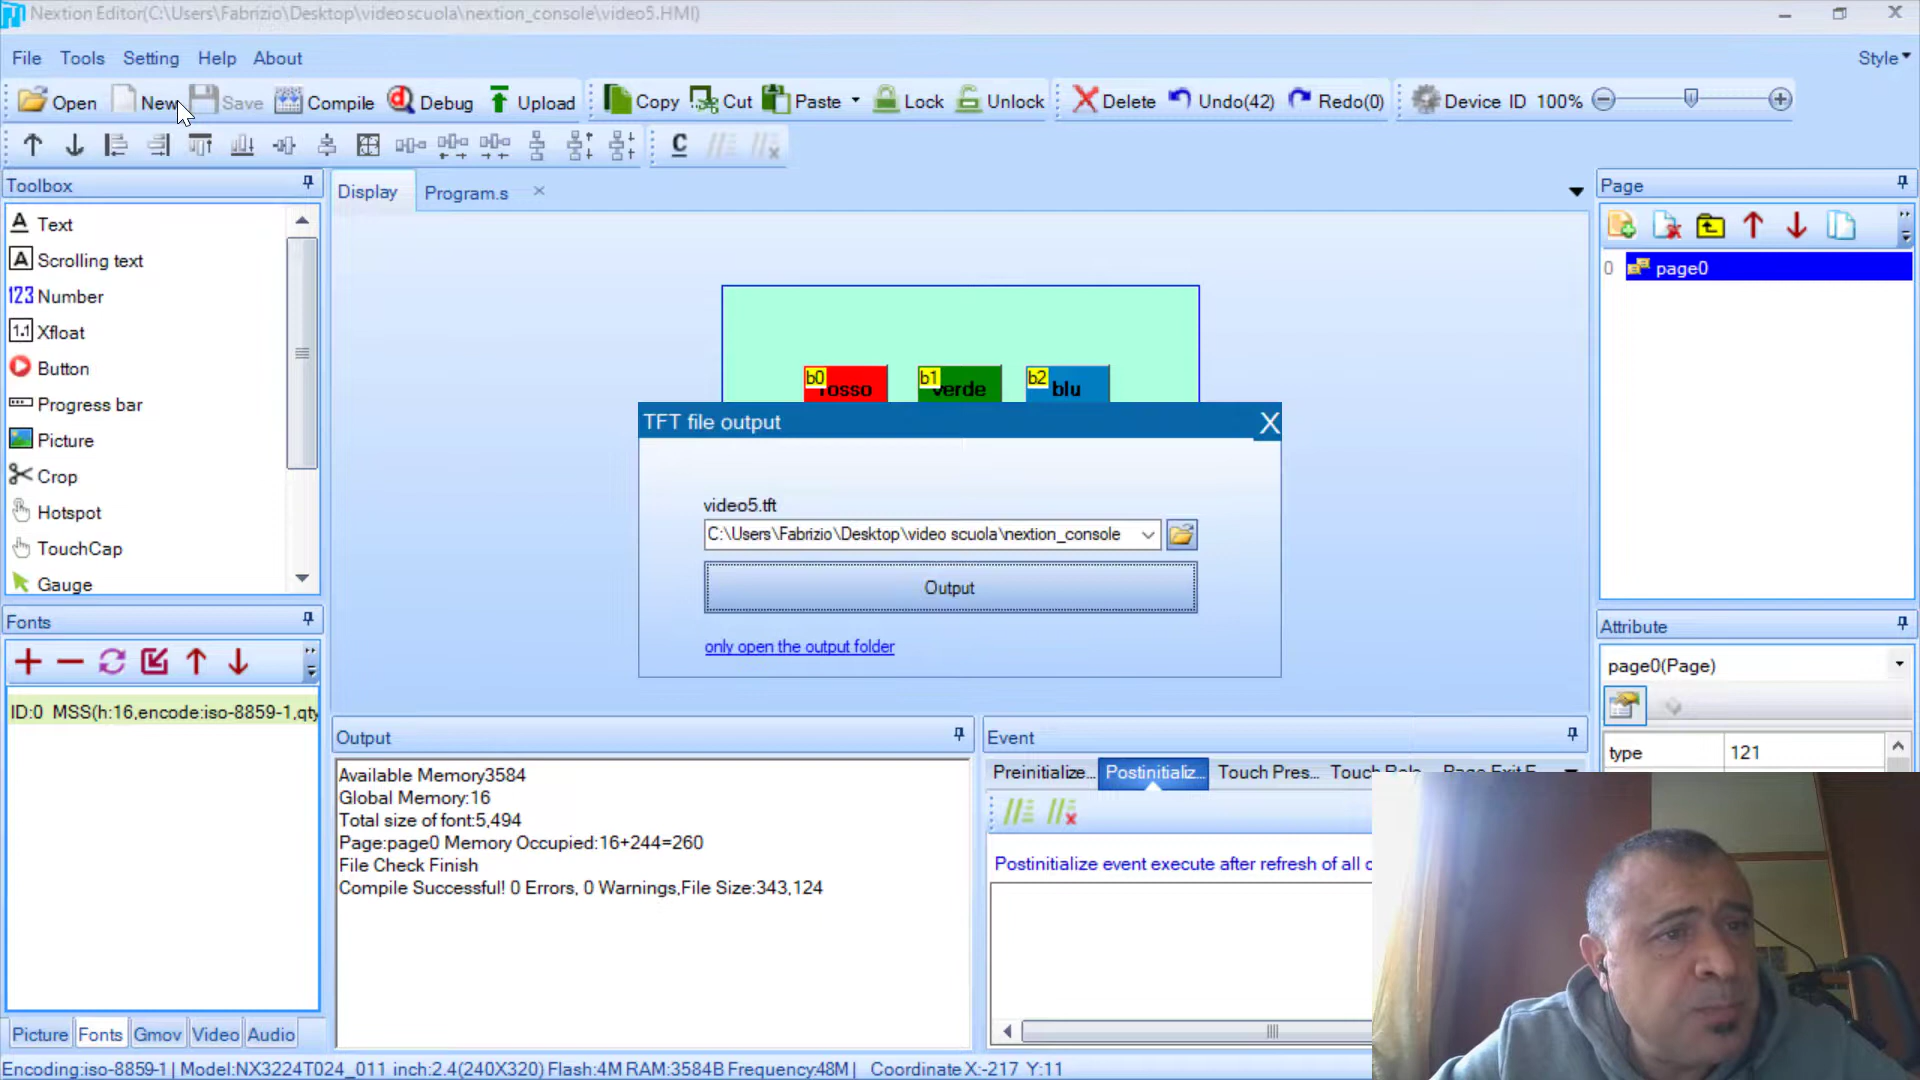 Nextion Editor(C:\Users\Fabrizio\Desktop\video scuola\nextion_console\video5.HMI)
File Tools Setting Help About Style
Open New Save Compile Debug Upload Copy Cut Paste Lock Unlock Delete Undo(42) Redo(0) Device ID 100%
Toolbox
Display Program.s
Page
Text
Scrolling text
123 Number
1.1 Xfloat
Button
Progress bar
Picture
Crop
Hotspot
TouchCap
Gauge
0 page0
b0 rosso
b1 verde
b2 blu
TFT file output X
video5.tft
C:\Users\Fabrizio\Desktop\video scuola\nextion_console
Output
only open the output folder
Fonts
ID:0 MSS(h:16,encode:iso-8859-1,qty
Picture Fonts Gmov Video Audio
Output
Available Memory3584
Global Memory:16
Total size of font:5,494
Page:page0 Memory Occupied:16+244=260
File Check Finish
Compile Successful! 0 Errors, 0 Warnings,File Size:343,124
Event
Preinitialize... Postinitializ... Touch Pres...
Postinitialize event execute after refresh of all c
Attribute
page0(Page)
type 121
Encoding:iso-8859-1 | Model:NX3224T024_011 inch:2.4(240X320) Flash:4M RAM:3584B Frequency:48M | Coordinate X:-217 Y:11